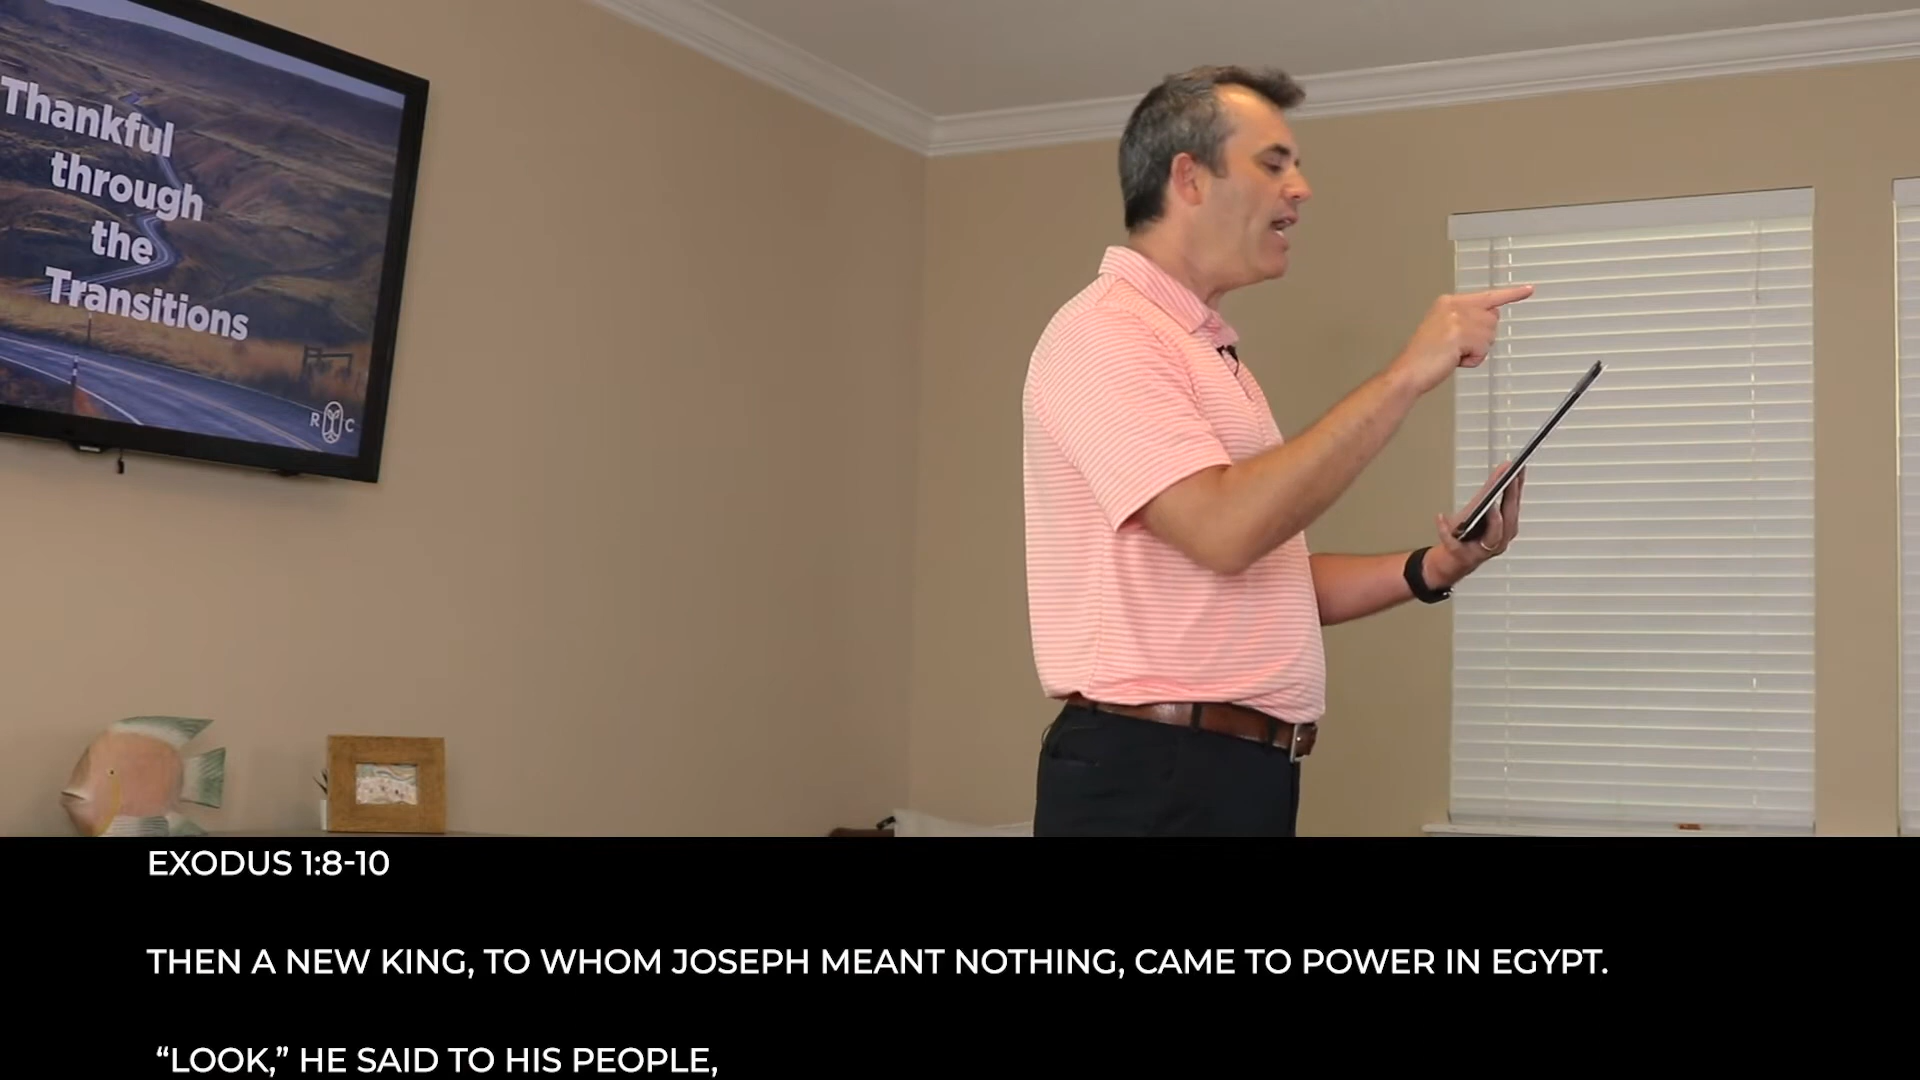 Thankful
through
the
Transitions
R C
EXODUS 1:8-10
THEN A NEW KING, TO WHOM JOSEPH MEANT NOTHING, CAME TO POWER IN EGYPT.
“LOOK,” HE SAID TO HIS PEOPLE,